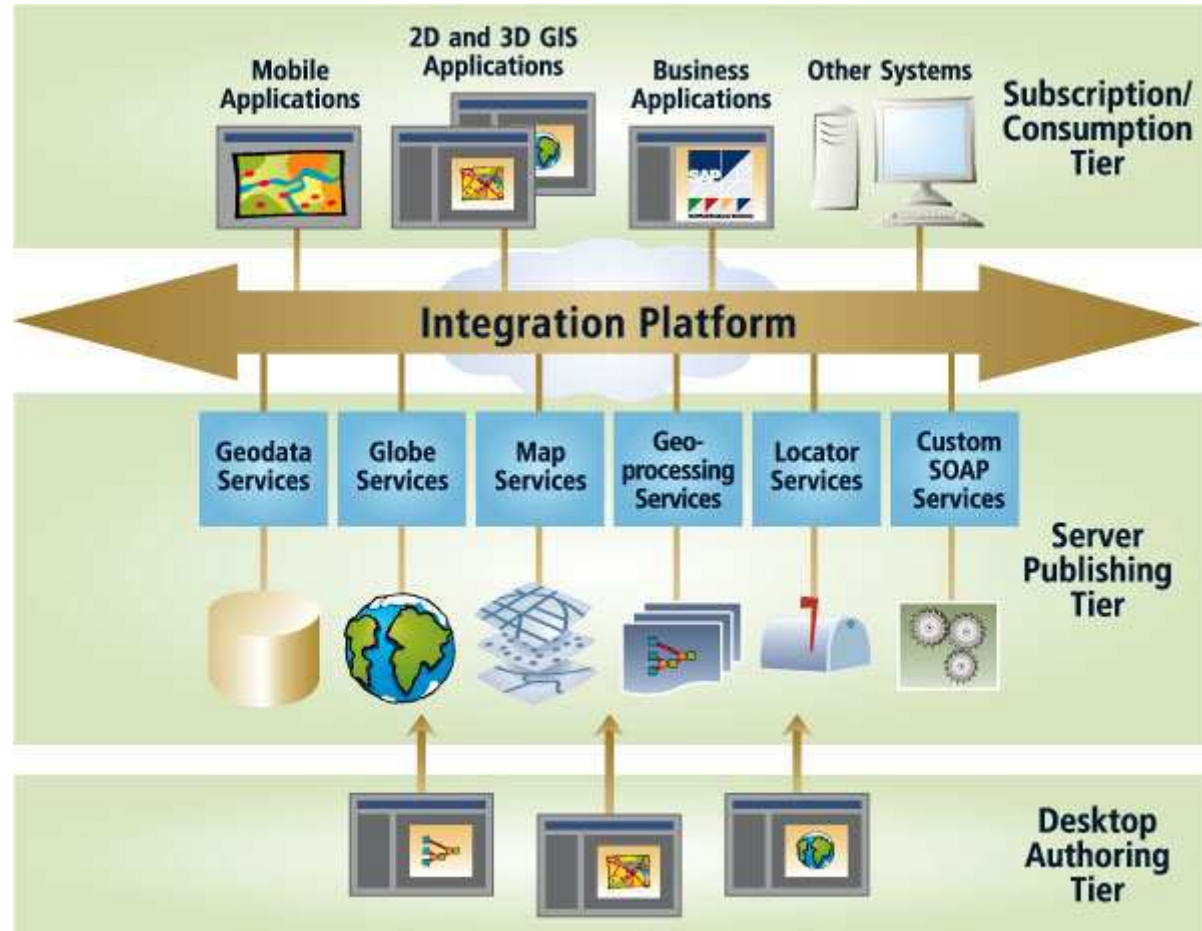 2D and 3D GIS
Applications
Mobile
Applications
Business
Applications
Other Systems
Subscription/
Consumption
Tier
SAP
Integration Platform
Geodata
Services
Globe
Services
Map
Services
Geo-
processing
Services
Locator
Services
Custom
SOAP
Services
Server
Publishing
Tier
Desktop
Authoring
Tier